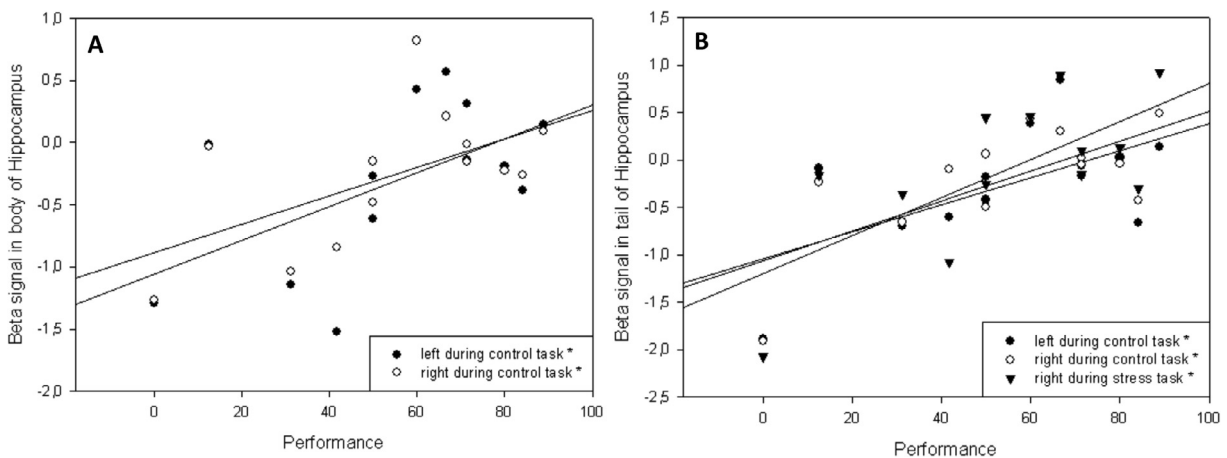 A
Beta signal in body of Hippocampus
1,0
0,5
0,0
-0,5
-1,0
-1,5
-2,0
0
20
40
60
80
100
Performance
left during control task *
right during control task *
B
Beta signal in tail of Hippocampus
1,5
1,0
0,5
0,0
-0,5
-1,0
-1,5
-2,0
-2,5
0
20
40
60
80
100
Performance
left during control task *
right during control task *
right during stress task *